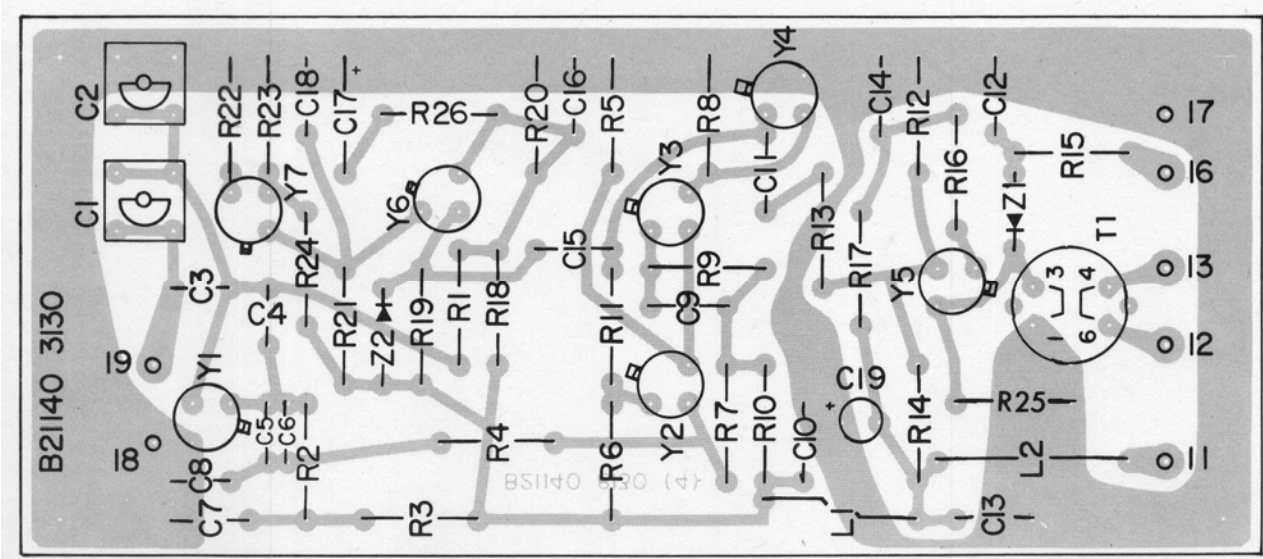 C2
R22
R23
C18
C17
+
R26
R20
C16
R5
R8
Y4
C14
R12
C12
17
C1
Y7
Y6
Y3
C11
R16
R15
16
C3
R24
C15
R9
R13
R17
Z1
T1
13
C4
R21
Z2
R19
R1
R18
R11
C9
Y5
1
3
4
6
12
B211140 3130
19
Y1
18
C5
C6
R2
R4
R6
Y2
R7
R10
C10
C19
+
R14
R25
L2
11
C8
C7
R3
L1
C13